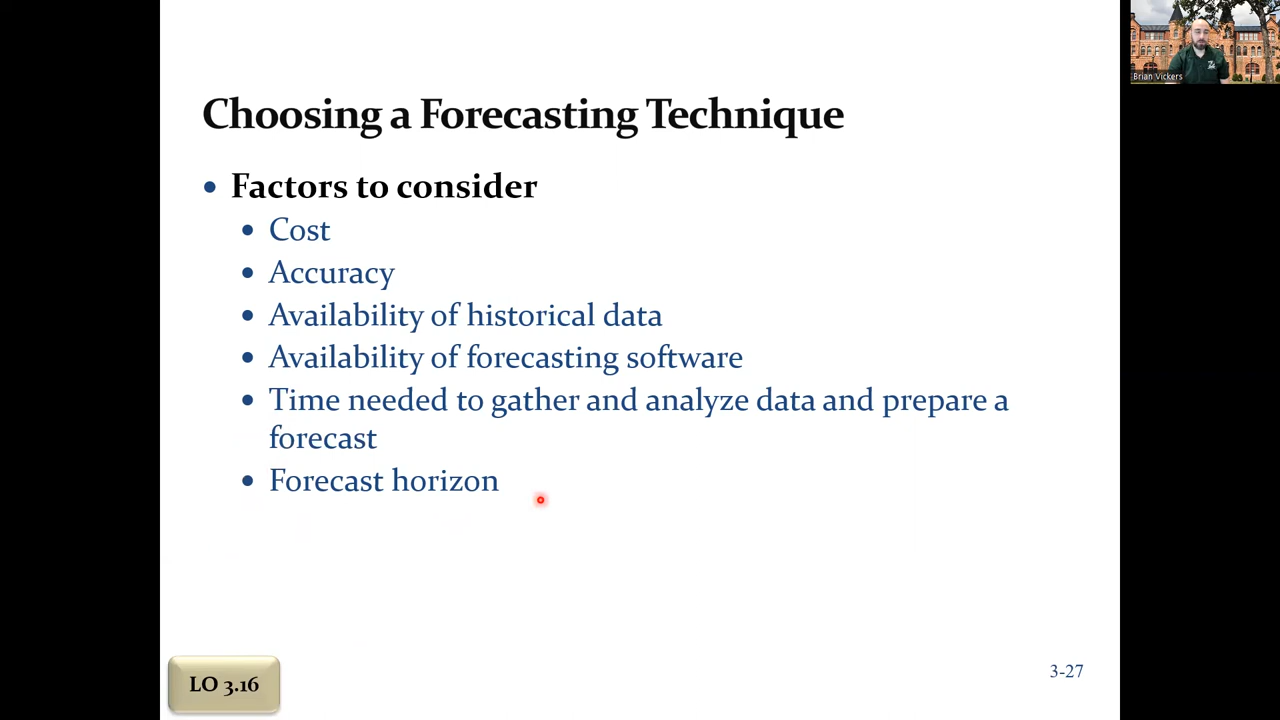 Brian Vickers
Choosing a Forecasting Technique
Factors to consider
Cost
Accuracy
Availability of historical data
Availability of forecasting software
Time needed to gather and analyze data and prepare a
forecast
Forecast horizon
LO 3.16
3-27